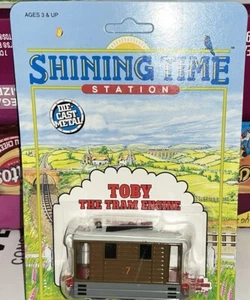 AGES 3 & UP
SHINING TIME
STATION
DIE-
CAST
METAL!
TOBY
THE TRAM ENGINE
7